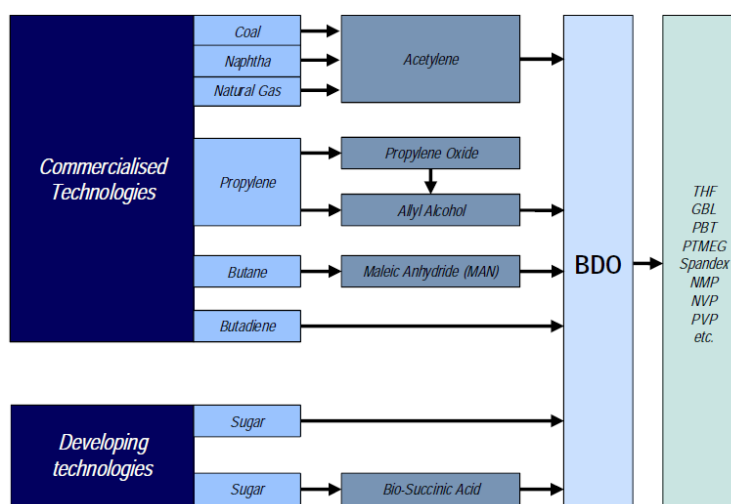 Commercialised
Technologies
Coal
Naphtha
Natural Gas
Acetylene
Propylene
Propylene Oxide
Allyl Alcohol
Butane
Maleic Anhydride (MAN)
Butadiene
Developing
technologies
Sugar
Sugar
Bio-Succinic Acid
BDO
THF
GBL
PBT
PTMEG
Spandex
NMP
NVP
PVP
etc.